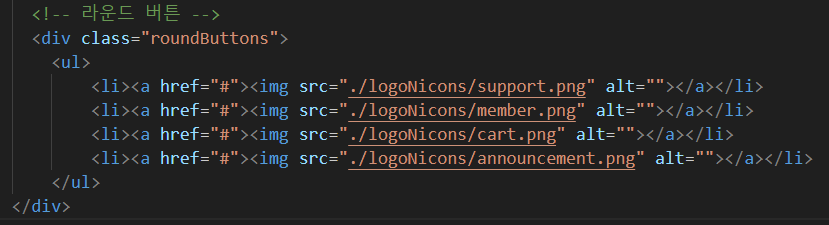 <!-- 라운드 버튼 -->
<div class="roundButtons">
<ul>
<li><a href="#"><img src="./logoNicons/support.png" alt=""></a></li>
<li><a href="#"><img src="./logoNicons/member.png" alt=""></a></li>
<li><a href="#"><img src="./logoNicons/cart.png" alt=""></a></li>
<li><a href="#"><img src="./logoNicons/announcement.png" alt=""></a></li>
</ul>
</div>